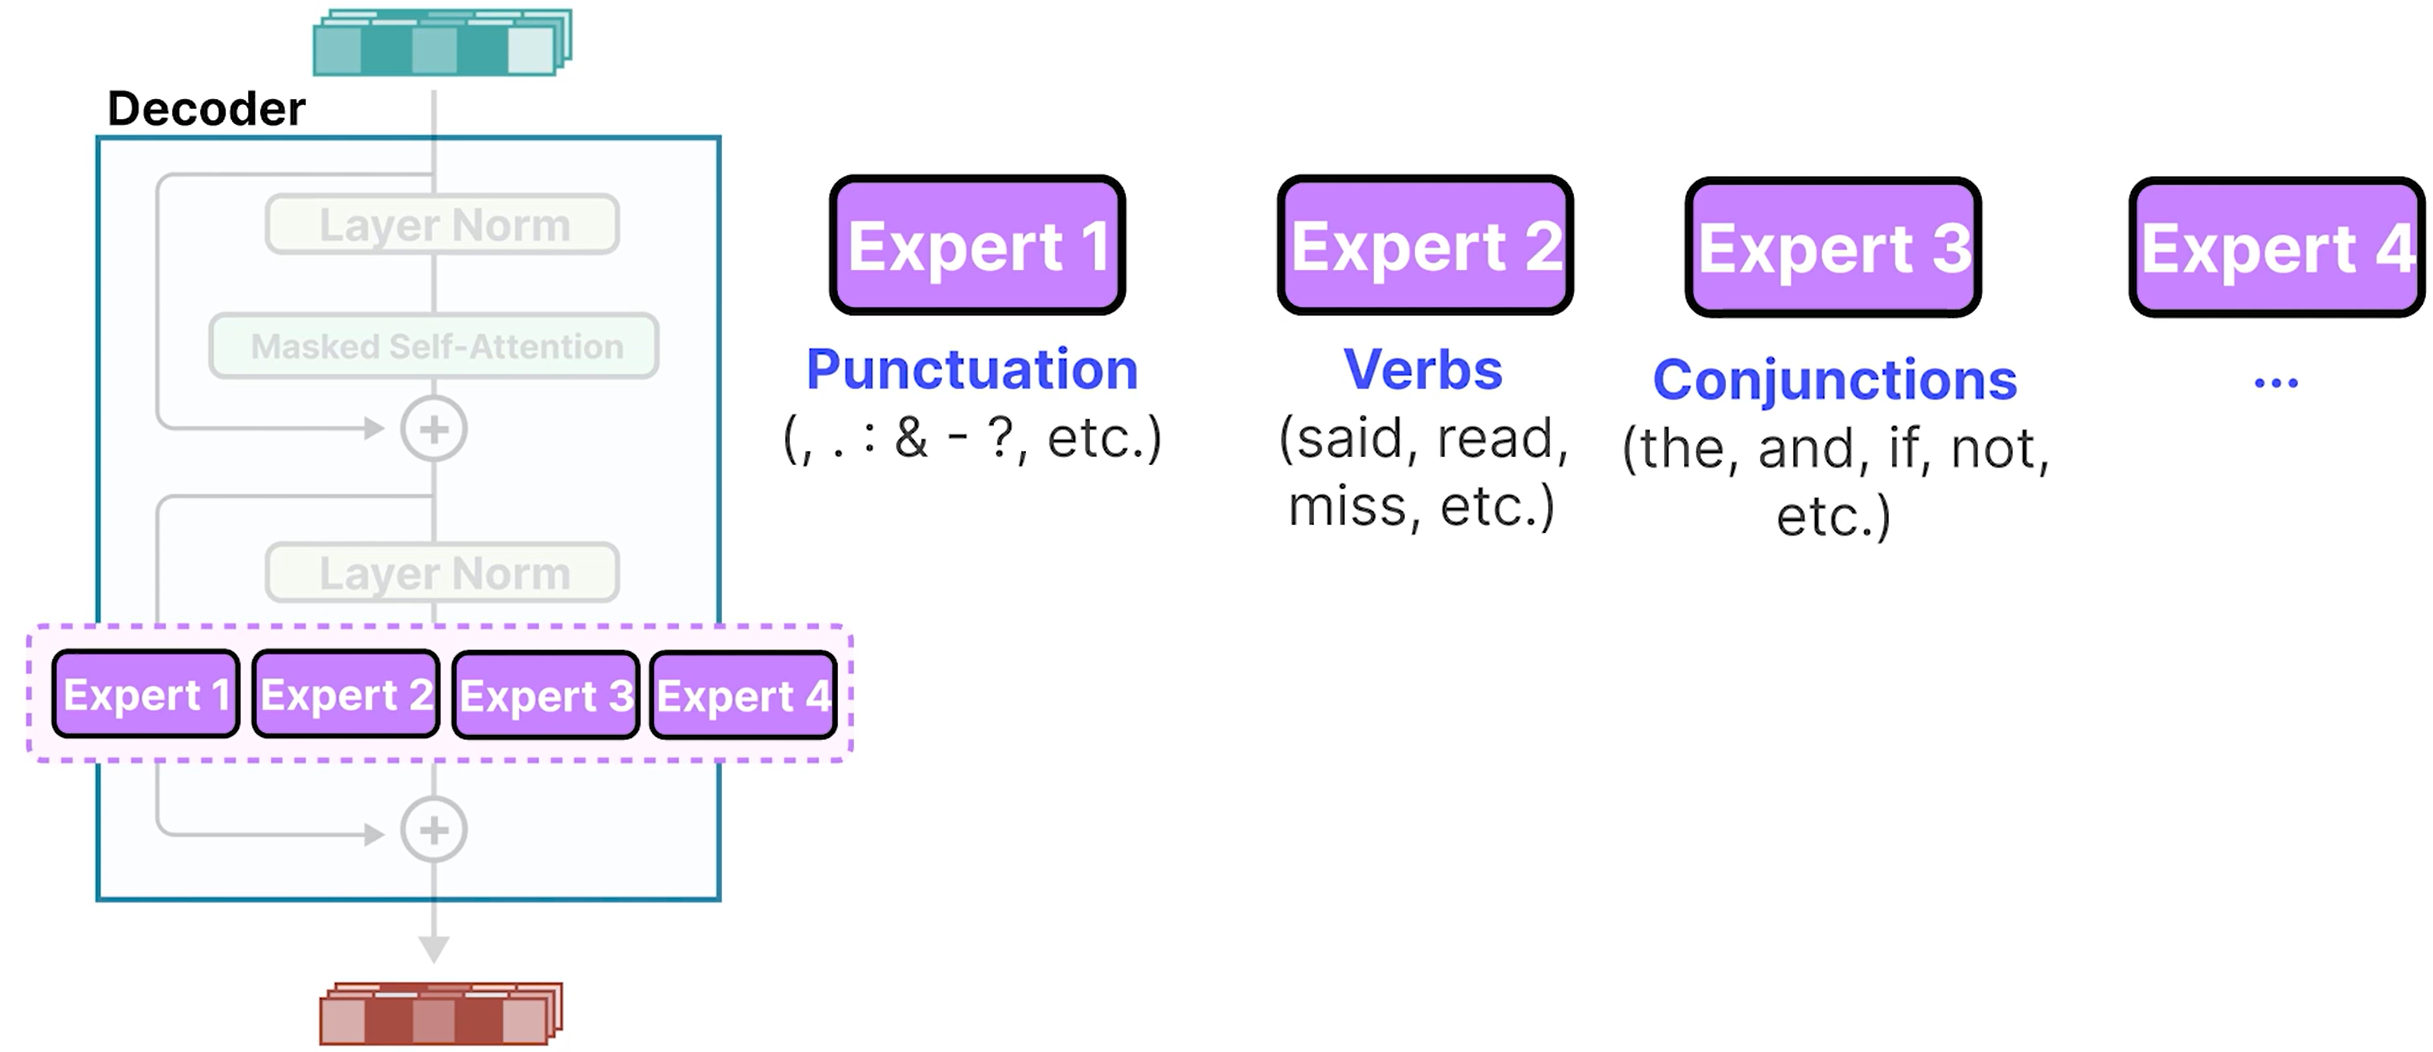 Decoder
Layer Norm
Masked Self-Attention
+
Layer Norm
Expert 1 Expert 2 Expert 3 Expert 4
+
Expert 1
Punctuation
(, . : & - ?, etc.)
Expert 2
Verbs
(said, read,
miss, etc.)
Expert 3
Conjunctions
(the, and, if, not,
etc.)
Expert 4
...